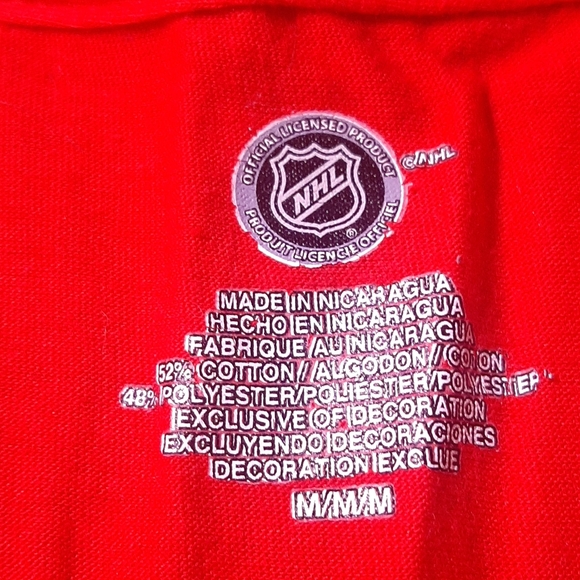 OFFICIAL LICENSED PRODUCT
NHL
®
PRODUIT LICENCIE OFFICIEL
©/NHL
MADE IN NICARAGUA
HECHO EN NICARAGUA
FABRIQUE AU NICARAGUA
52% COTTON/ALGODON/COTON
48% POLYESTER/POLIESTER/POLYESTER
EXCLUSIVE OF DECORATION
EXCLUYENDO DECORACIONES
DECORATION EXCLUE
M/M/M